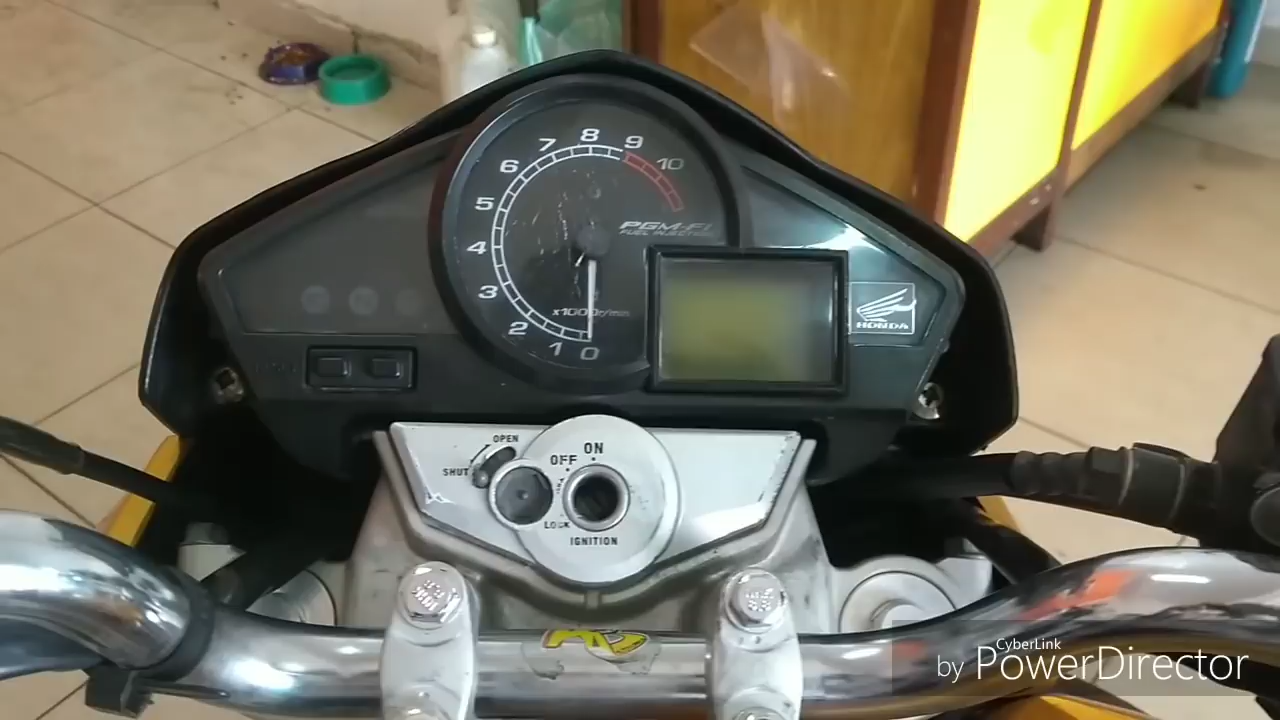 8
7
9
6
10
5
PGM-FI
FUEL INJECTION
4
3
x1000r/min
2
1
0
HONDA
OPEN
ON
OFF
SHUT
LOCK
IGNITION
CyberLink
by PowerDirector